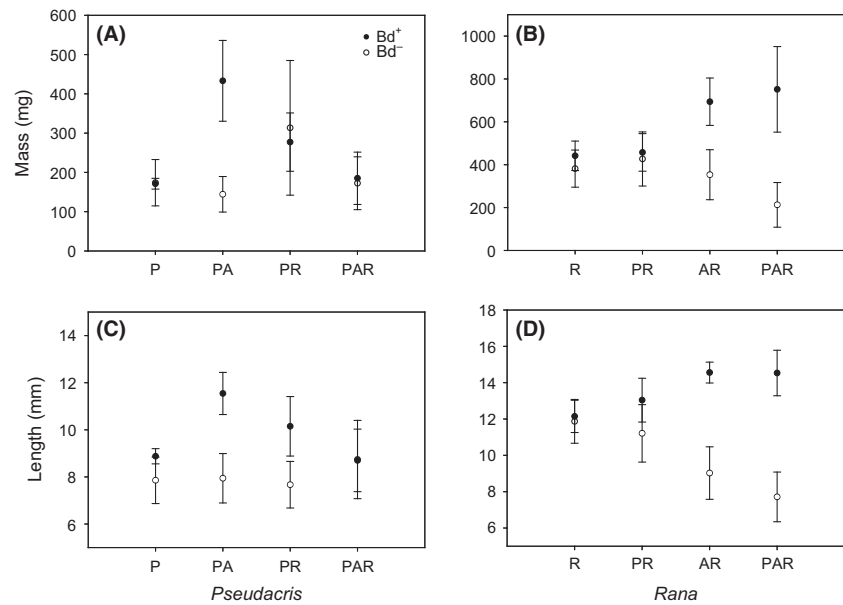 (A)
Bd⁺
Bd⁻
600
500
400
300
200
100
0
Mass (mg)
P PA PR PAR
(B)
1000
800
600
400
200
0
R PR AR PAR
(C)
14
12
10
8
6
Length (mm)
P PA PR PAR
Pseudacris
(D)
18
16
14
12
10
8
6
R PR AR PAR
Rana